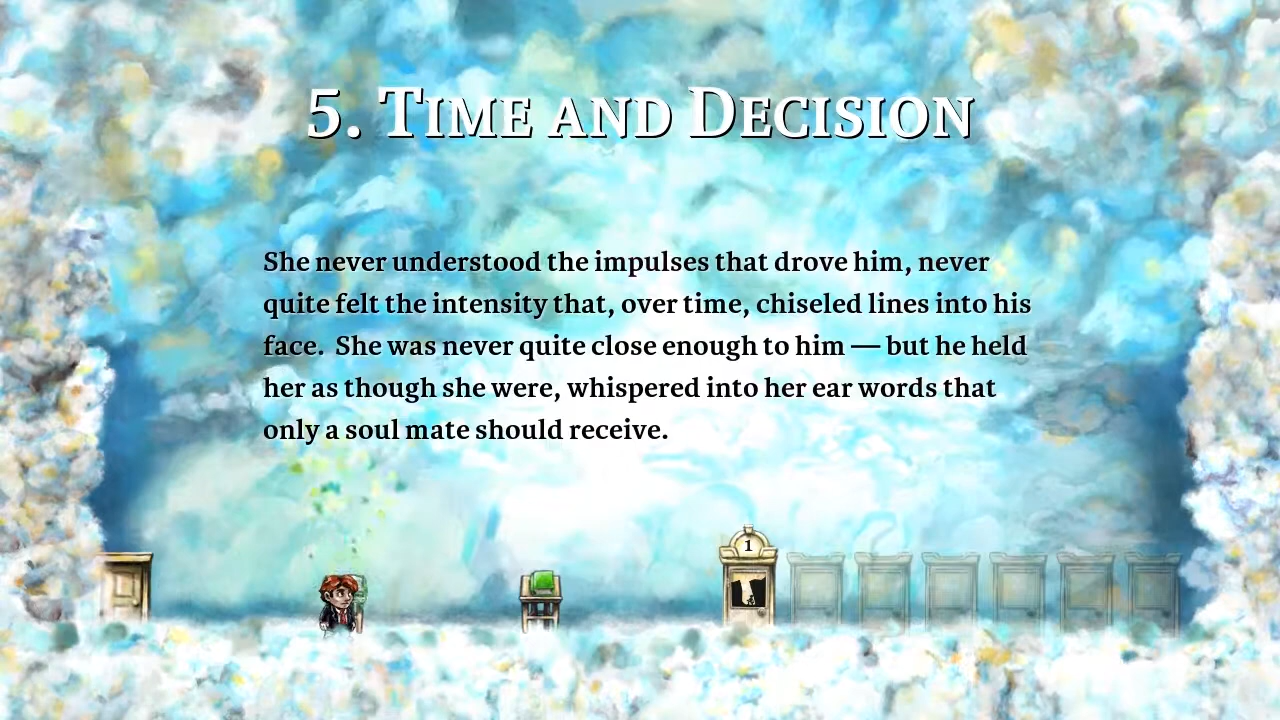 5. Time and Decision
She never understood the impulses that drove him, never
quite felt the intensity that, over time, chiseled lines into his
face.  She was never quite close enough to him — but he held
her as though she were, whispered into her ear words that
only a soul mate should receive.
1